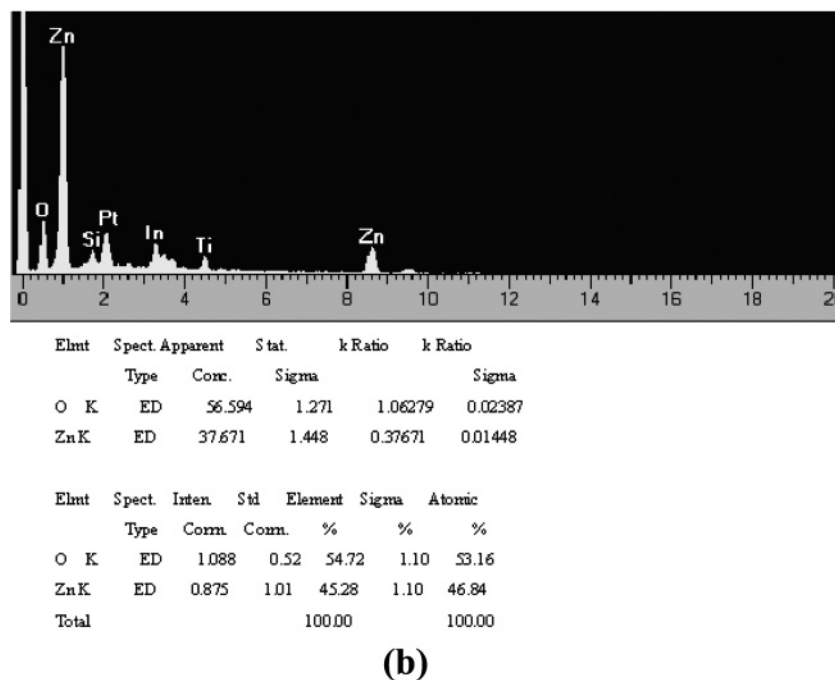 Zn
O
Si
Pt
In
Ti
Zn
0 2 4 6 8 10 12 14 16 18 20
Elmt Spect. Apparent Stat. k Ratio k Ratio
Type Conc. Sigma Sigma
O K ED 56.594 1.271 1.06279 0.02387
Zn K ED 37.671 1.448 0.37671 0.01448
Elmt Spect. Inten. Std Element Sigma Atomic
Type Corrn. Corrn. % % %
O K ED 1.088 0.52 54.72 1.10 53.16
Zn K ED 0.875 1.01 45.28 1.10 46.84
Total 100.00 100.00
(b)